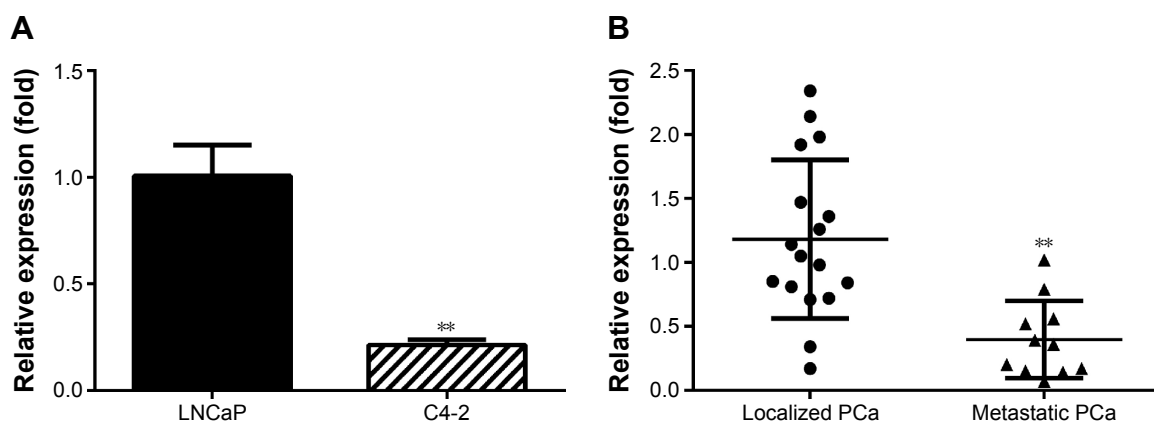 A
Relative expression (fold)
1.5
1.0
0.5
0.0
**
LNCaP
C4-2
B
Relative expression (fold)
2.5
2.0
1.5
1.0
0.5
0.0
**
Localized PCa
Metastatic PCa